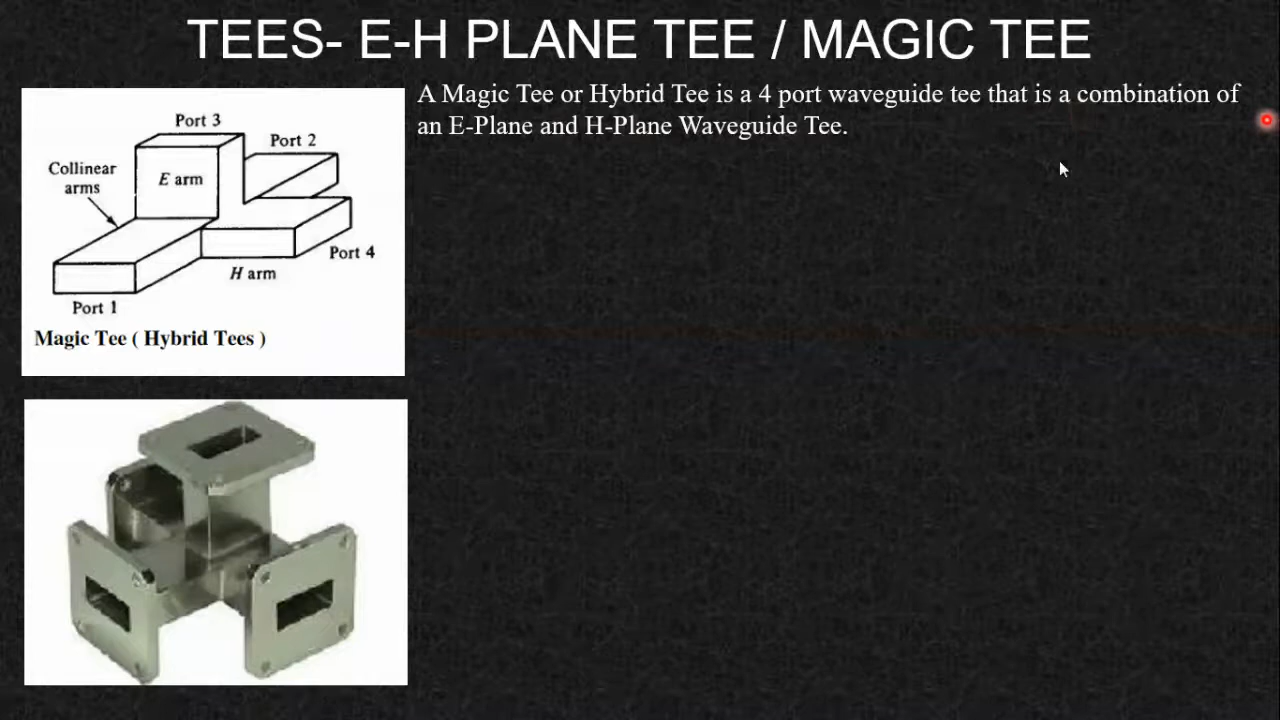 TEES- E-H PLANE TEE / MAGIC TEE
A Magic Tee or Hybrid Tee is a 4 port waveguide tee that is a combination of
an E-Plane and H-Plane Waveguide Tee.
Port 3
Port 2
Collinear
arms
E arm
Port 4
H arm
Port 1
Magic Tee ( Hybrid Tees )